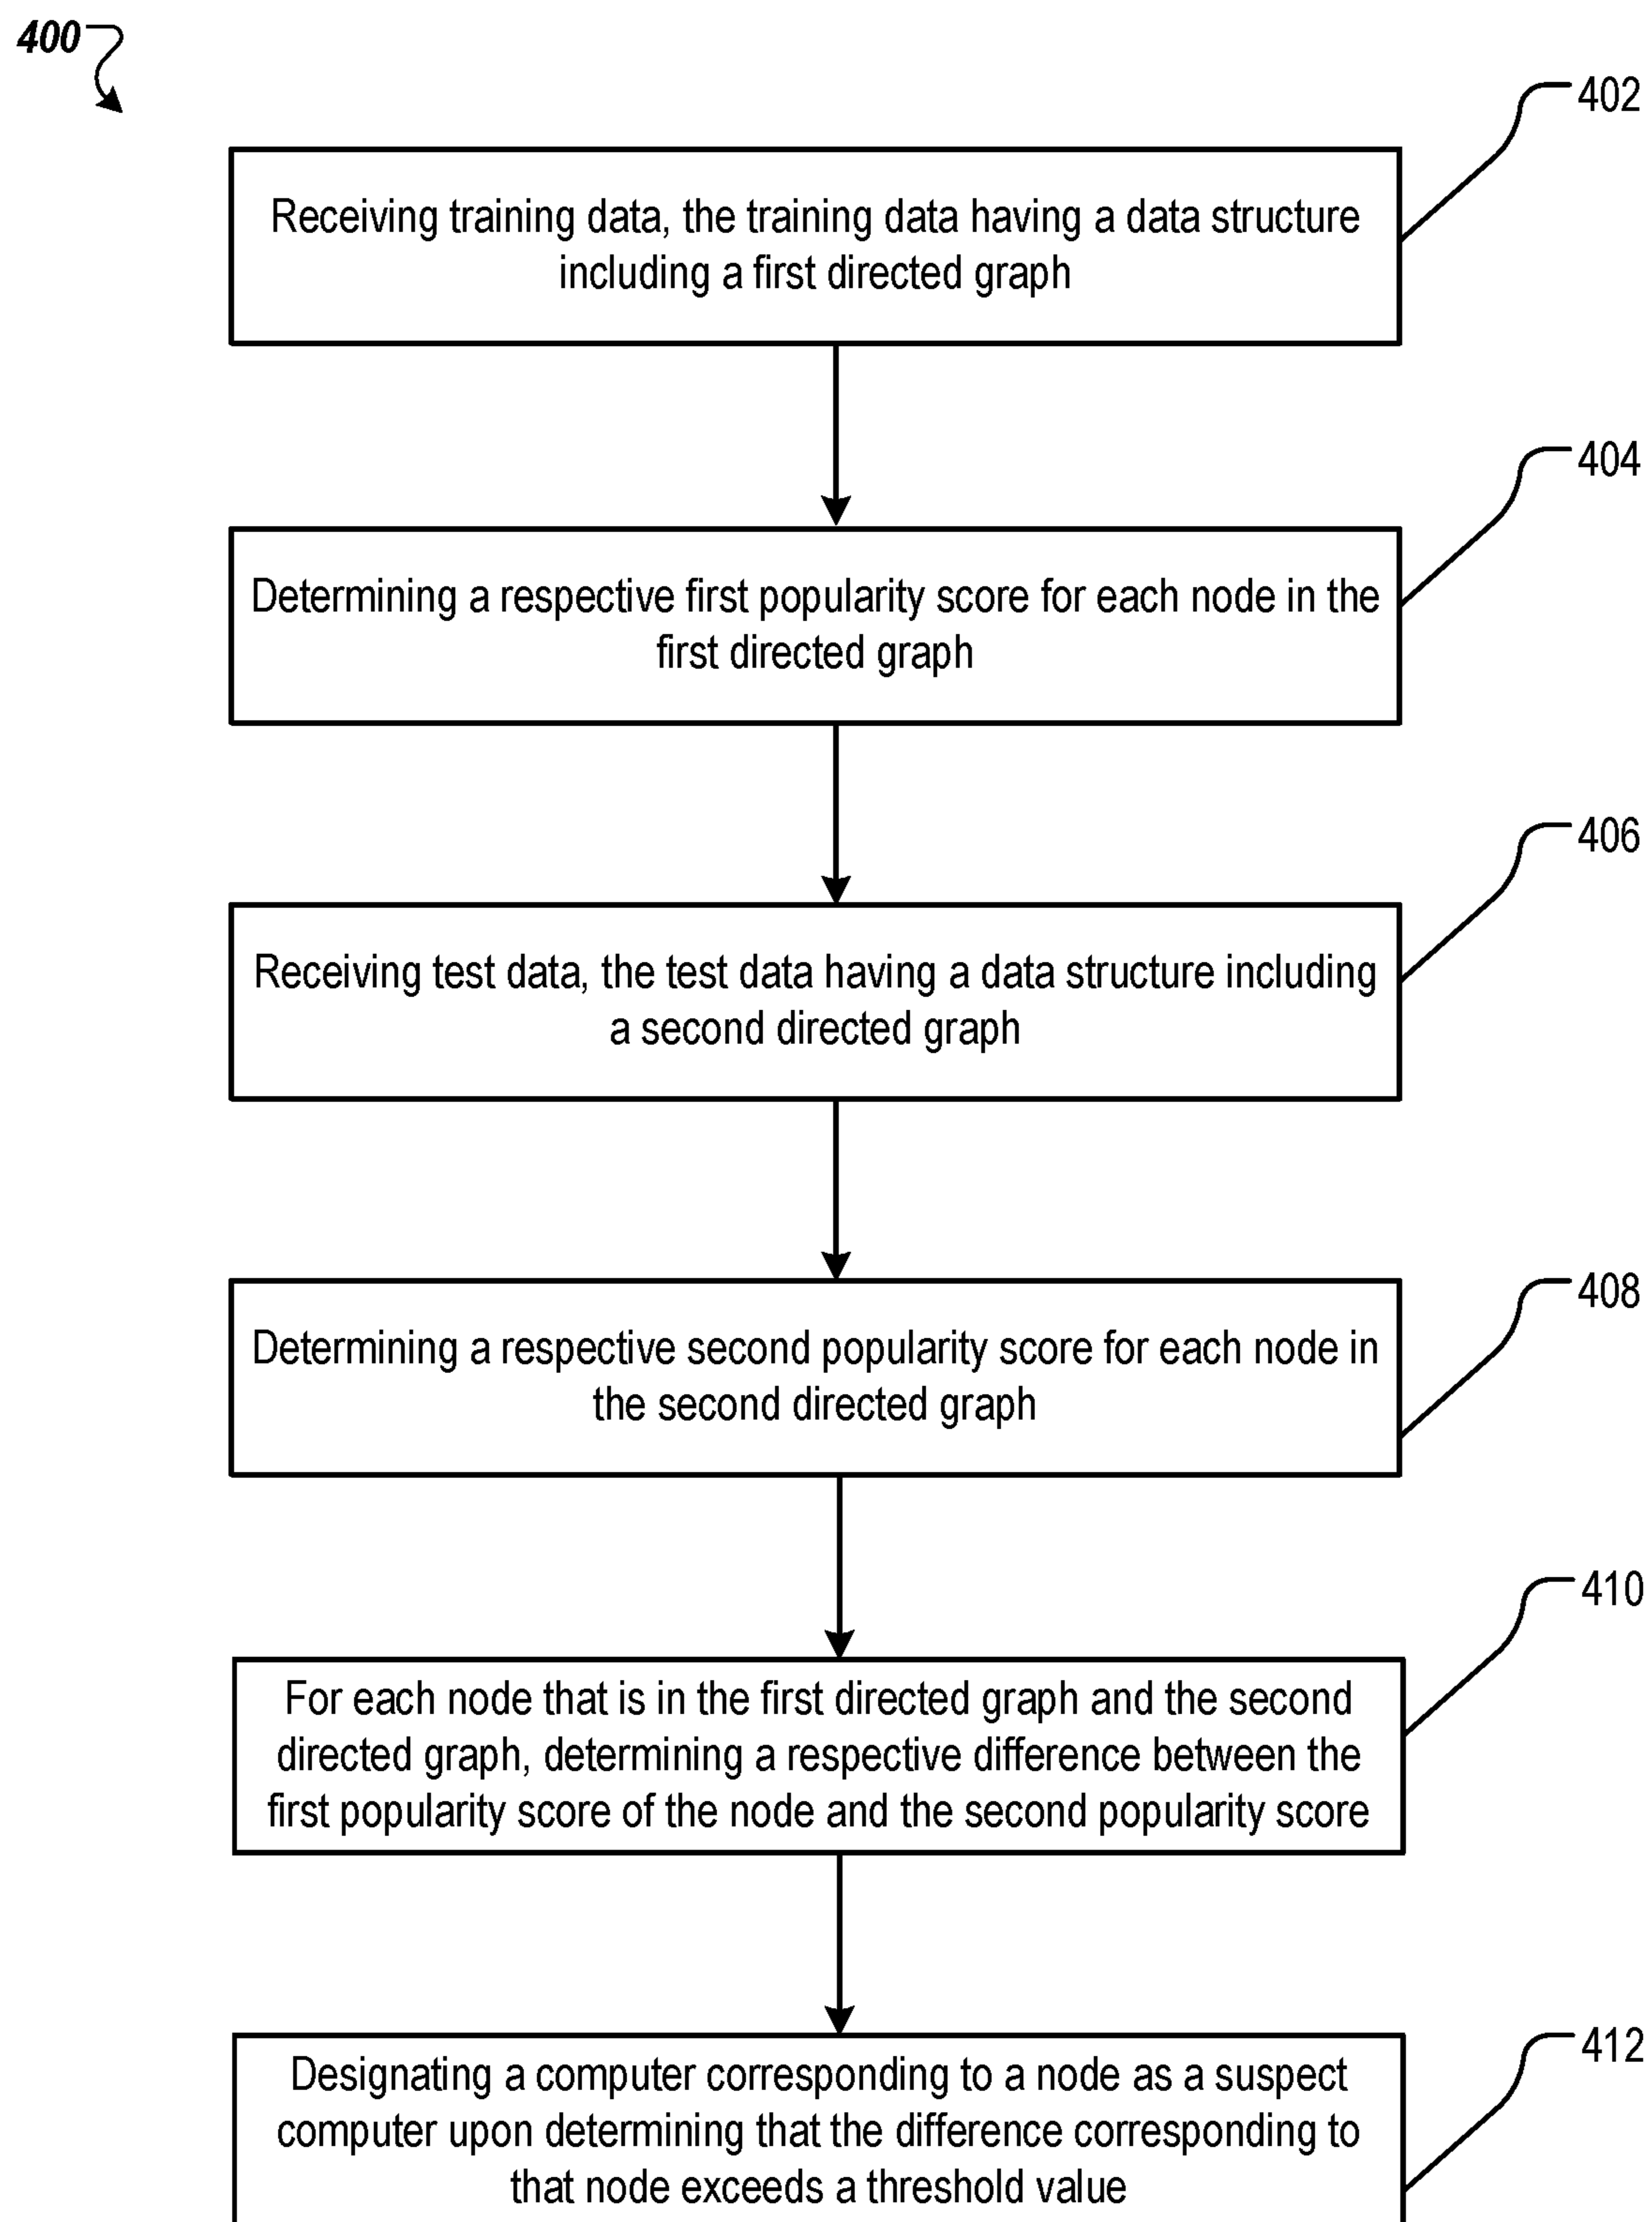 400
402
Receiving training data, the training data having a data structure
including a first directed graph
404
Determining a respective first popularity score for each node in the
first directed graph
406
Receiving test data, the test data having a data structure including
a second directed graph
408
Determining a respective second popularity score for each node in
the second directed graph
410
For each node that is in the first directed graph and the second
directed graph, determining a respective difference between the
first popularity score of the node and the second popularity score
412
Designating a computer corresponding to a node as a suspect
computer upon determining that the difference corresponding to
that node exceeds a threshold value